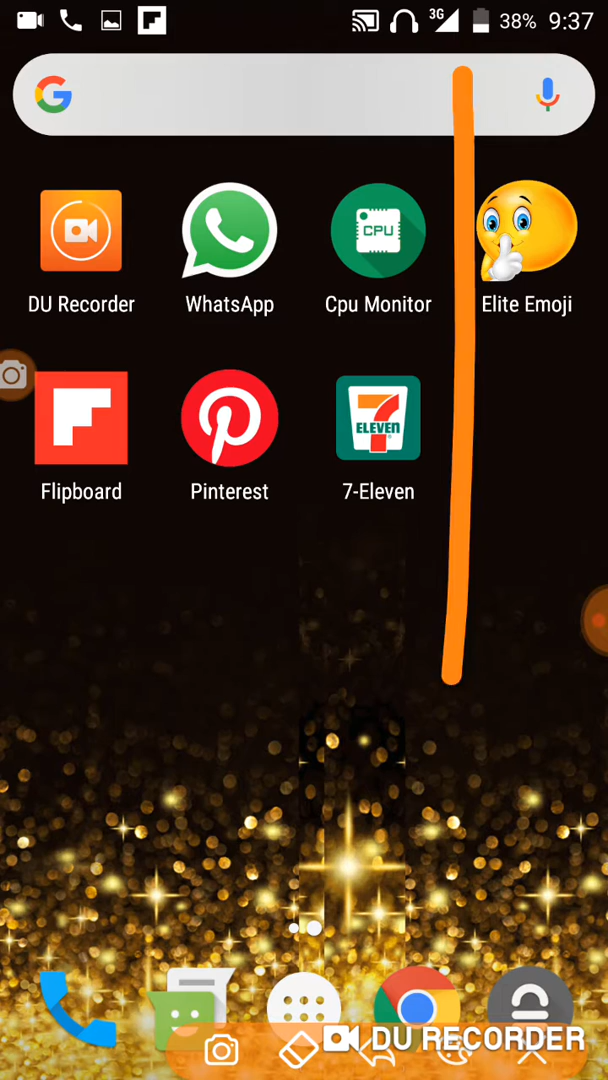 3G 38% 9:37
G
CPU
DU Recorder WhatsApp Cpu Monitor Elite Emoji
7
ELEVEN
Flipboard Pinterest 7-Eleven
DU RECORDER